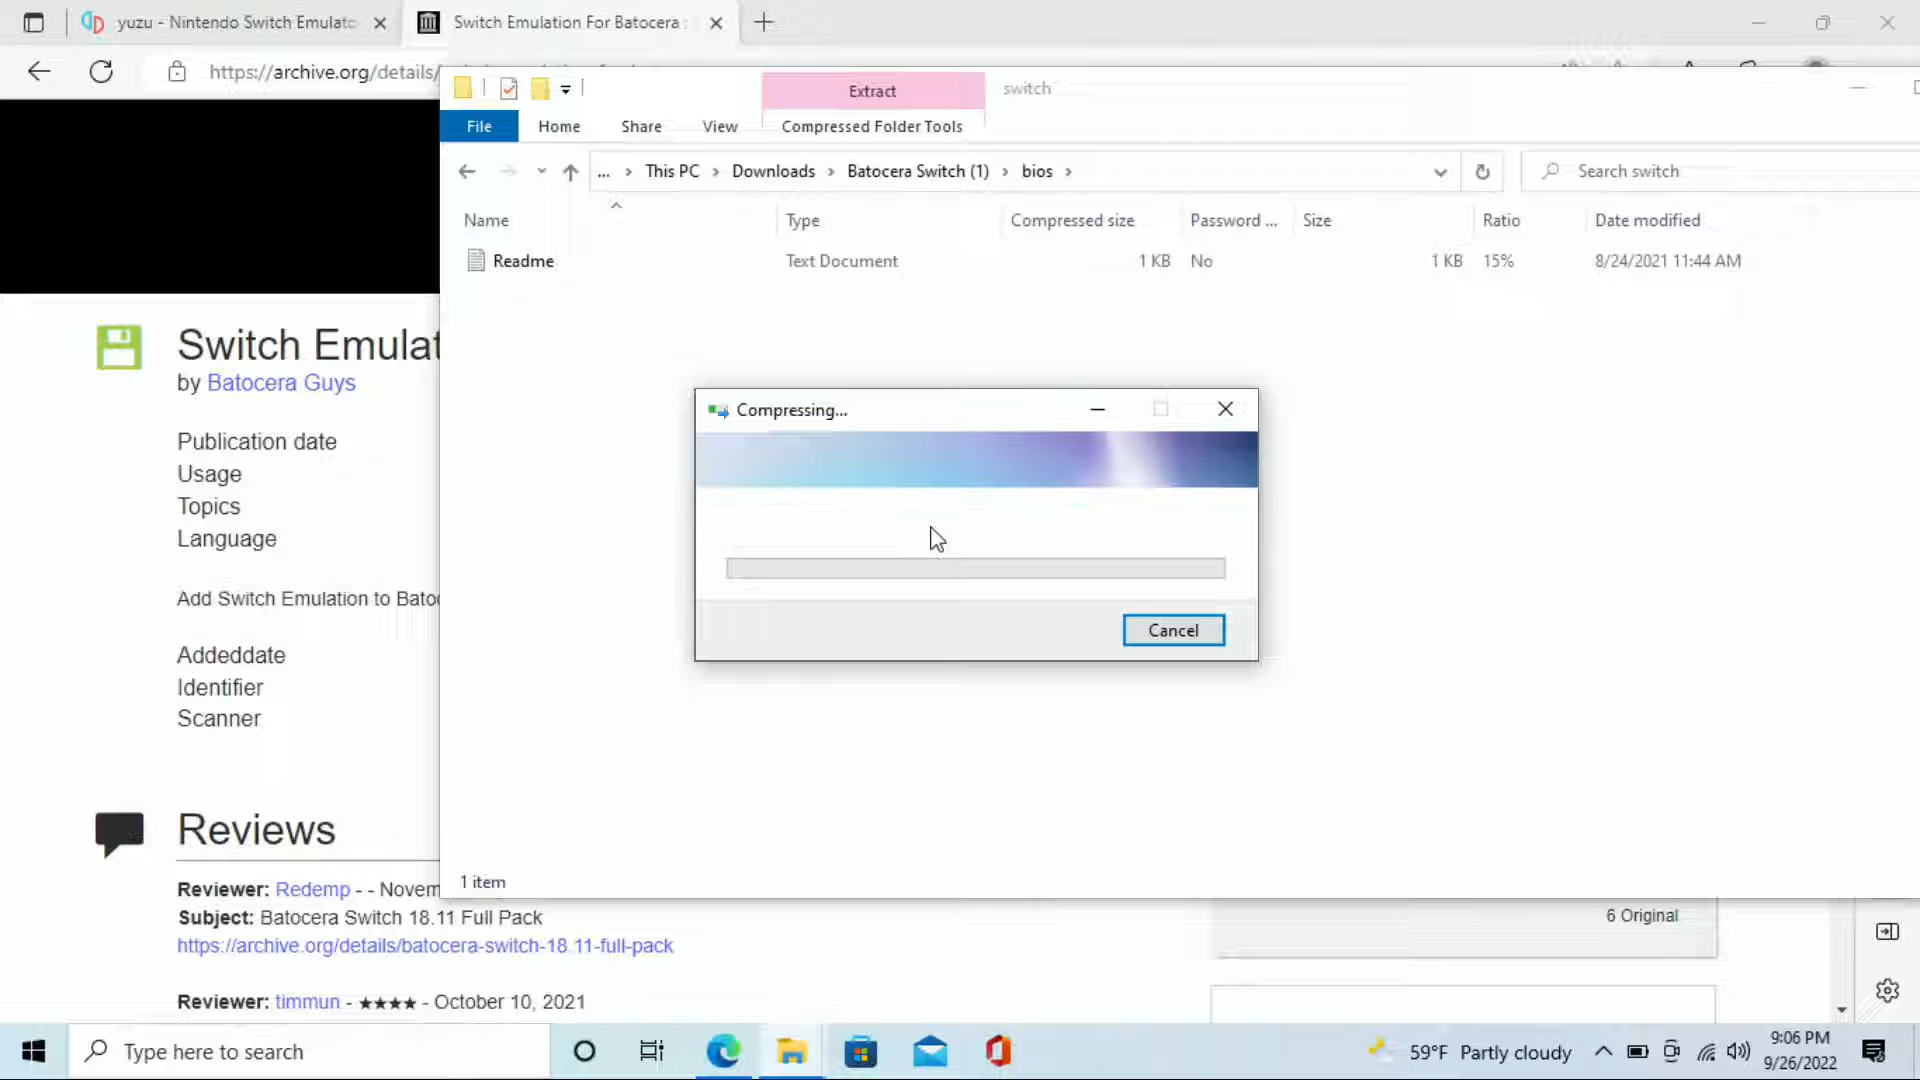 yuzu - Nintendo Switch Emulato
Switch Emulation For Batocera :
https://archive.org/details/
Extract
switch
File
Home
Share
View
Compressed Folder Tools
... > This PC > Downloads > Batocera Switch (1) > bios >
Search switch
Name
Type
Compressed size
Password ...
Size
Ratio
Date modified
Readme
Text Document
1 KB
No
1 KB
15%
8/24/2021 11:44 AM
Compressing...
Cancel
1 item
Switch Emulat
by Batocera Guys
Publication date
Usage
Topics
Language
Add Switch Emulation to Bato
Addeddate
Identifier
Scanner
Reviews
Reviewer: Redemp - - Novem
Subject: Batocera Switch 18.11 Full Pack
https://archive.org/details/batocera-switch-18.11-full-pack
Reviewer: timmun - ★★★★ - October 10, 2021
6 Original
Type here to search
59°F Partly cloudy
9:06 PM
9/26/2022